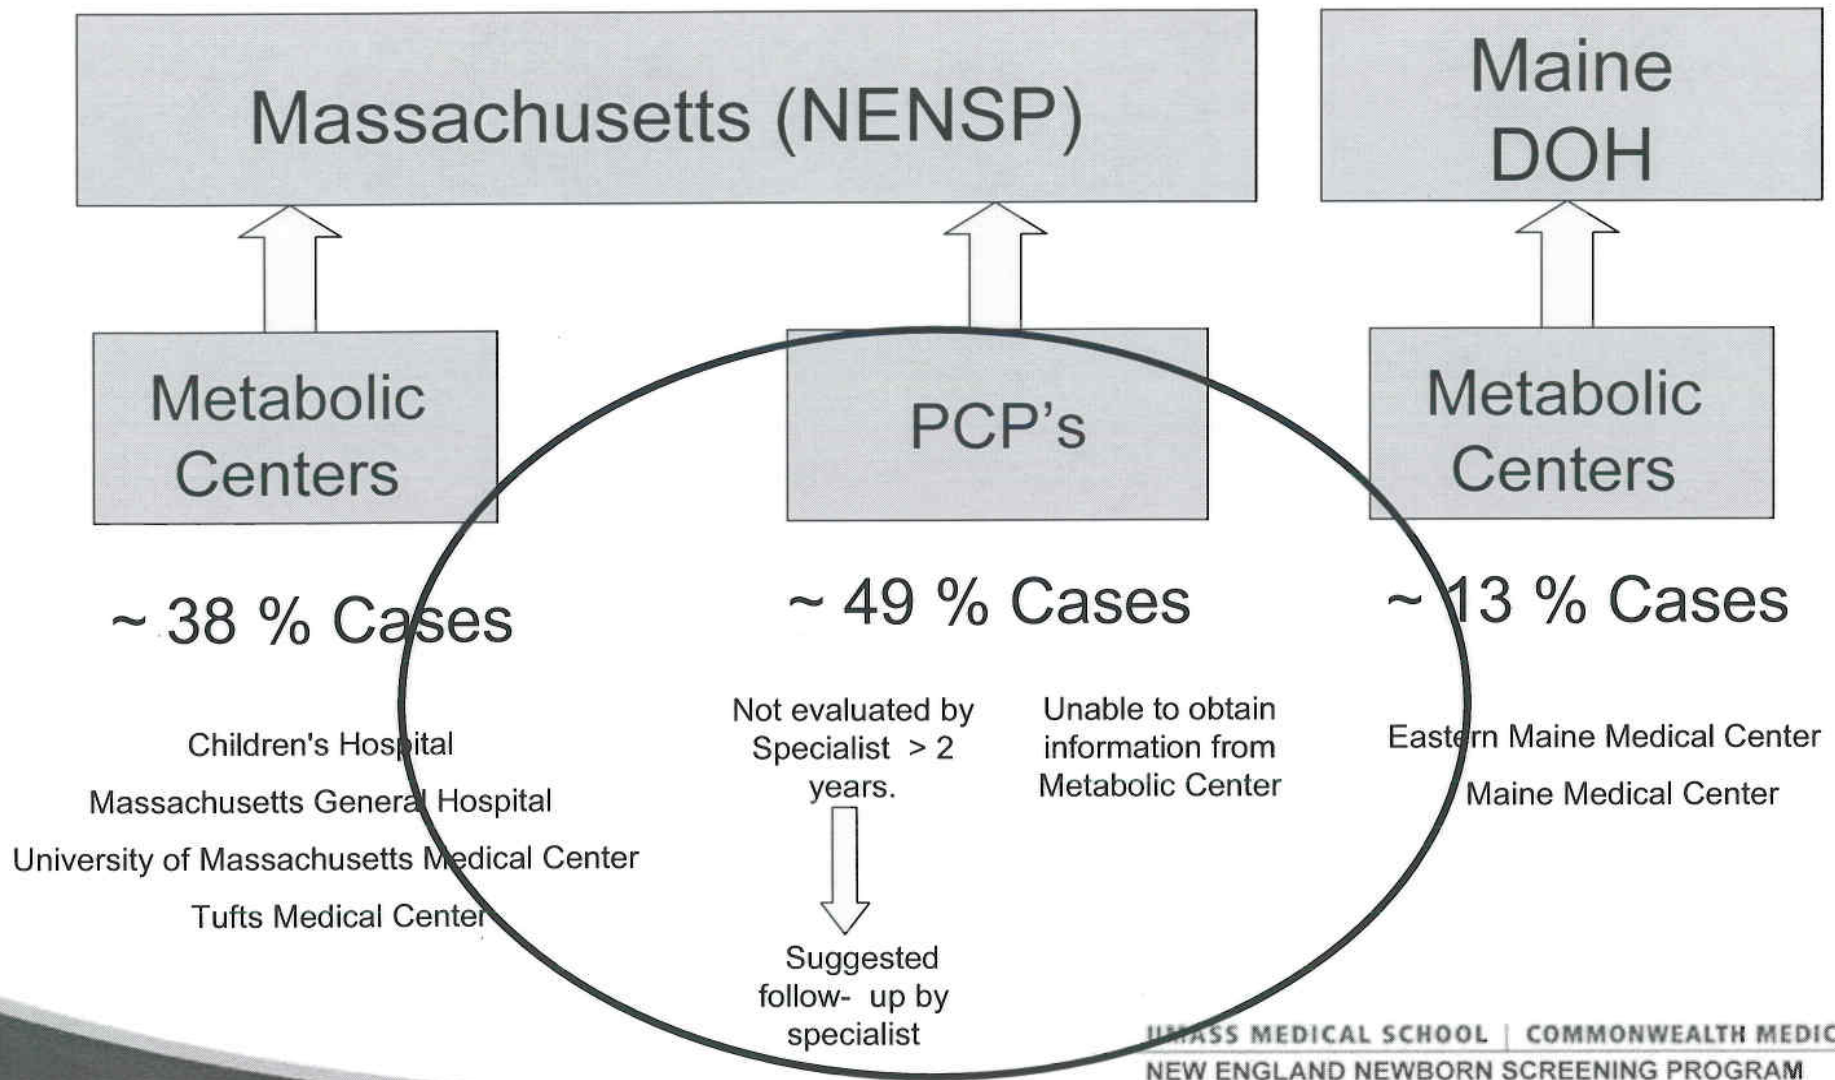 Massachusetts (NENSP)
Maine
DOH
Metabolic
Centers
PCP's
Metabolic
Centers
~ 38 % Cases
~ 49 % Cases
~ 13 % Cases
Children's Hospital
Massachusetts General Hospital
University of Massachusetts Medical Center
Tufts Medical Center
Not evaluated by
Specialist > 2
years.
Suggested
follow- up by
specialist
Unable to obtain
information from
Metabolic Center
Eastern Maine Medical Center
Maine Medical Center
UMASS MEDICAL SCHOOL | COMMONWEALTH MEDIC
NEW ENGLAND NEWBORN SCREENING PROGRAM